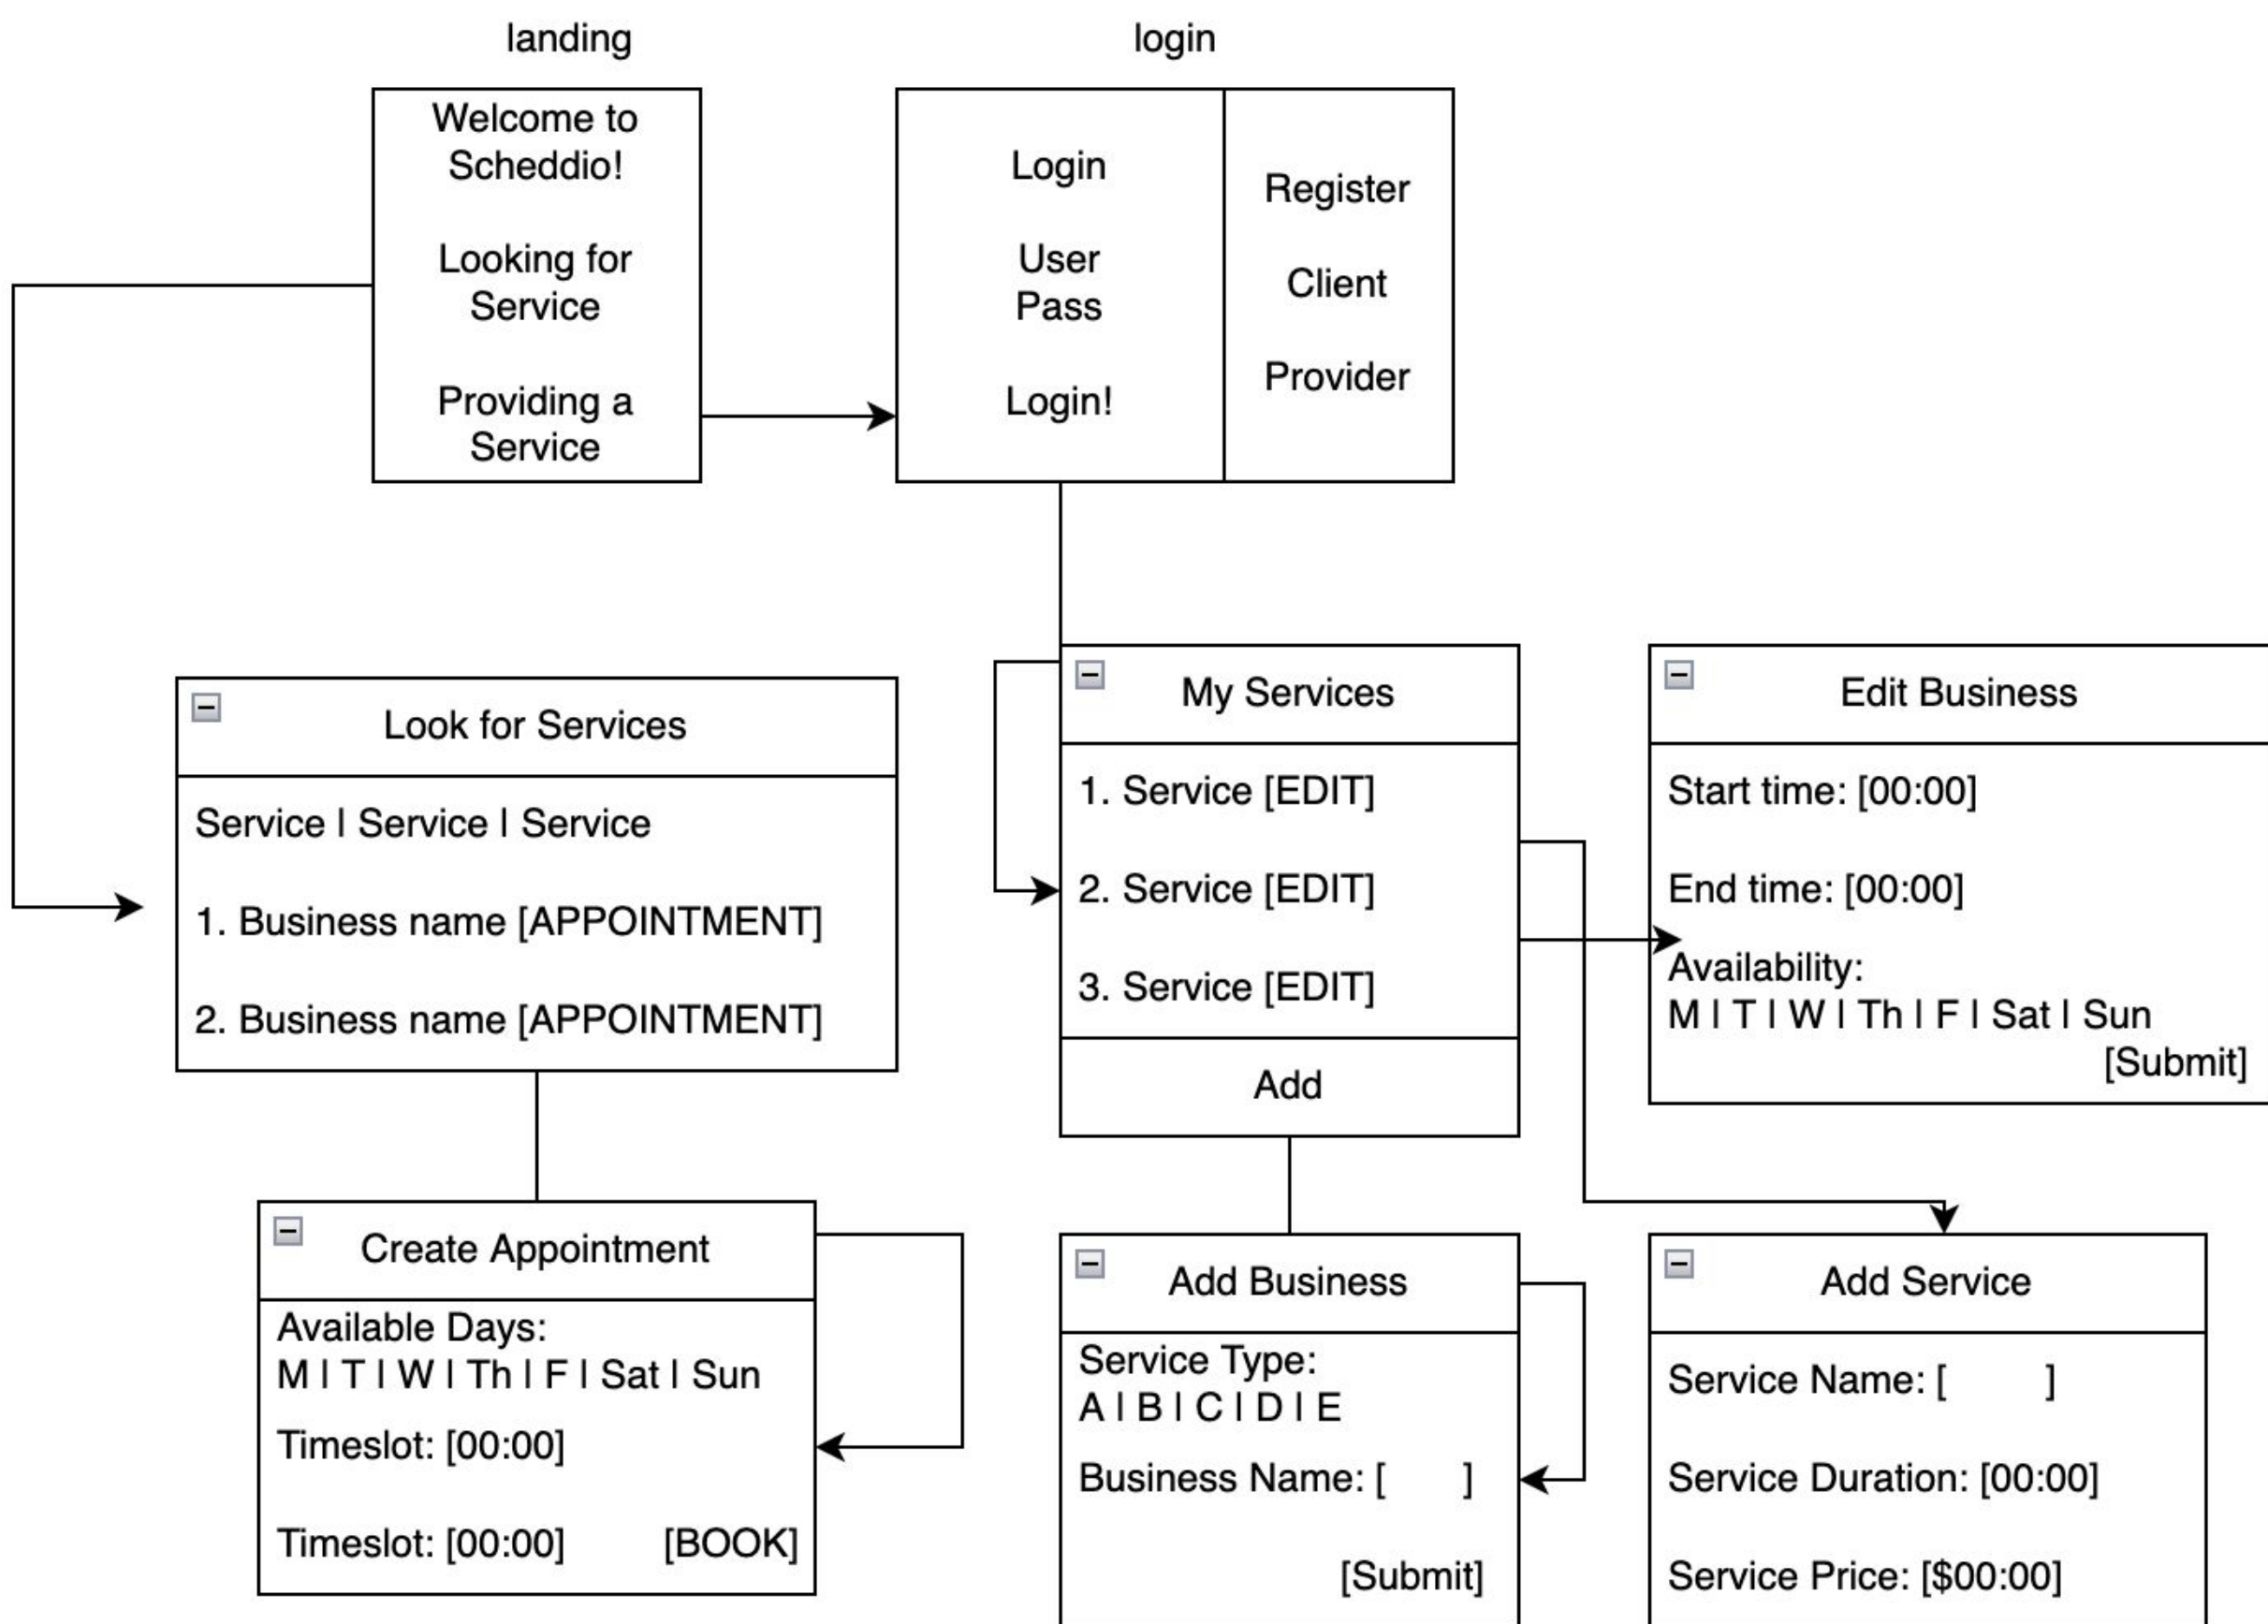 landing
Welcome to
Scheddio!
Looking for
Service
Providing a
Service
login
Login
User
Pass
Login!
Register
Client
Provider
Look for Services
Service | Service | Service
1. Business name [APPOINTMENT]
2. Business name [APPOINTMENT]
My Services
1. Service [EDIT]
2. Service [EDIT]
3. Service [EDIT]
Add
Edit Business
Start time: [00:00]
End time: [00:00]
Availability:
M | T | W | Th | F | Sat | Sun
[Submit]
Create Appointment
Available Days:
M | T | W | Th | F | Sat | Sun
Timeslot: [00:00]
Timeslot: [00:00] [BOOK]
Add Business
Service Type:
A | B | C | D | E
Business Name: [ ]
[Submit]
Add Service
Service Name: [ ]
Service Duration: [00:00]
Service Price: [$00:00]